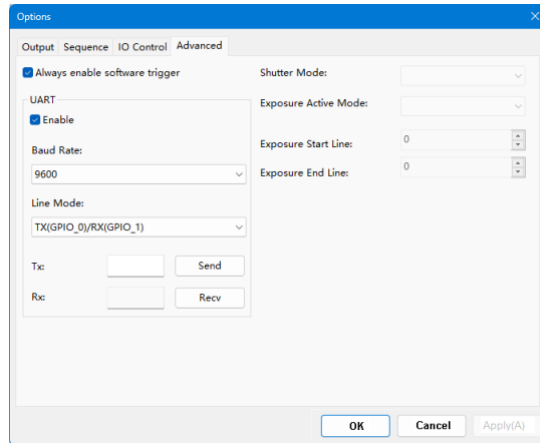 Options
Output Sequence IO Control Advanced
Always enable software trigger
UART
Enable
Baud Rate:
9600
Line Mode:
TX(GPIO_0)/RX(GPIO_1)
Tx: Send
Rx: Recv
Shutter Mode:
Exposure Active Mode:
Exposure Start Line: 0
Exposure End Line: 0
OK Cancel Apply(A)